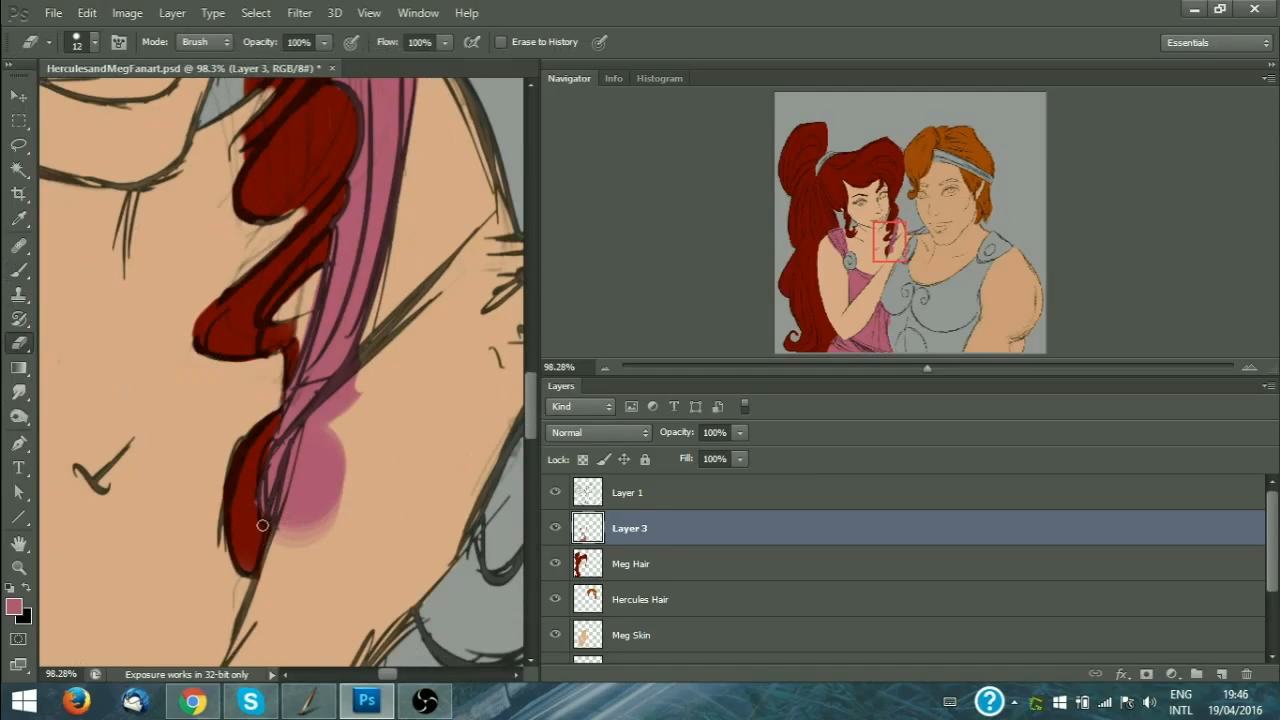 Ps File Edit Image Layer Type Select Filter 3D View Window Help
12 Mode: Brush Opacity: 100% Flow: 100% Erase to History Essentials
HerculesandMegFanart.psd @ 98.3% (Layer 3, RGB/8#) * ×
Navigator Info Histogram
98.28%
Layers
Kind
Normal Opacity: 100%
Lock: Fill: 100%
Layer 1
Layer 3
Meg Hair
Hercules Hair
Meg Skin
98.28% Exposure works in 32-bit only
Ps ENG 19:46
INTL 19/04/2016